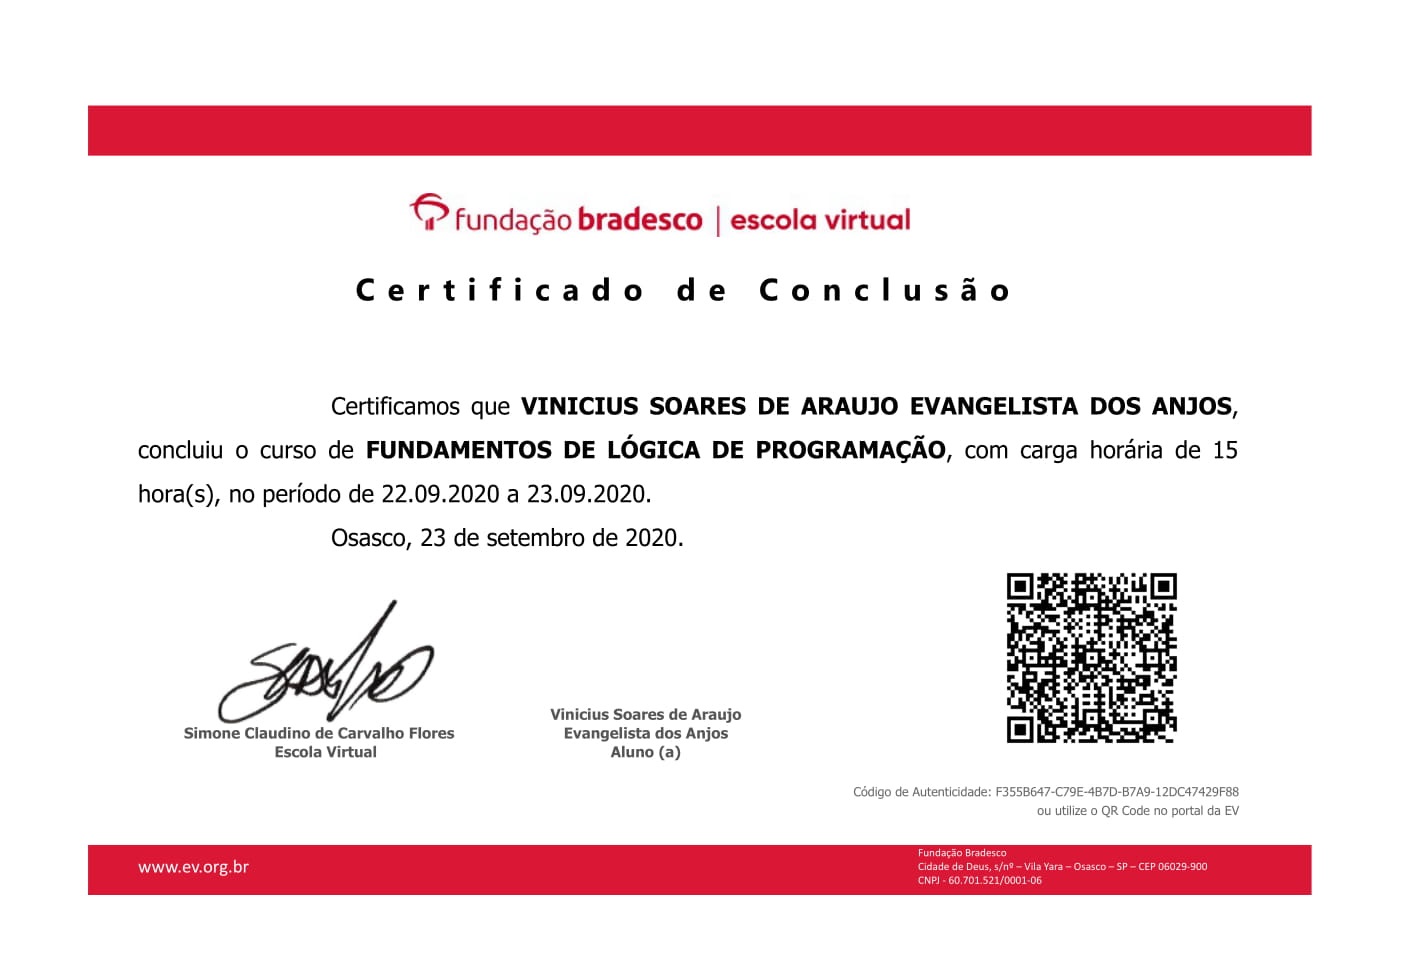 fundação bradesco | escola virtual
Certificado de Conclusão
Certificamos que VINICIUS SOARES DE ARAUJO EVANGELISTA DOS ANJOS,
concluiu o curso de FUNDAMENTOS DE LÓGICA DE PROGRAMAÇÃO, com carga horária de 15
hora(s), no período de 22.09.2020 a 23.09.2020.
Osasco, 23 de setembro de 2020.
Simone Claudino de Carvalho Flores
Escola Virtual
Vinicius Soares de Araujo
Evangelista dos Anjos
Aluno (a)
Código de Autenticidade: F355B647-C79E-4B7D-B7A9-12DC47429F88
ou utilize o QR Code no portal da EV
www.ev.org.br
Fundação Bradesco
Cidade de Deus, s/nº – Vila Yara – Osasco – SP – CEP 06029-900
CNPJ - 60.701.521/0001-06